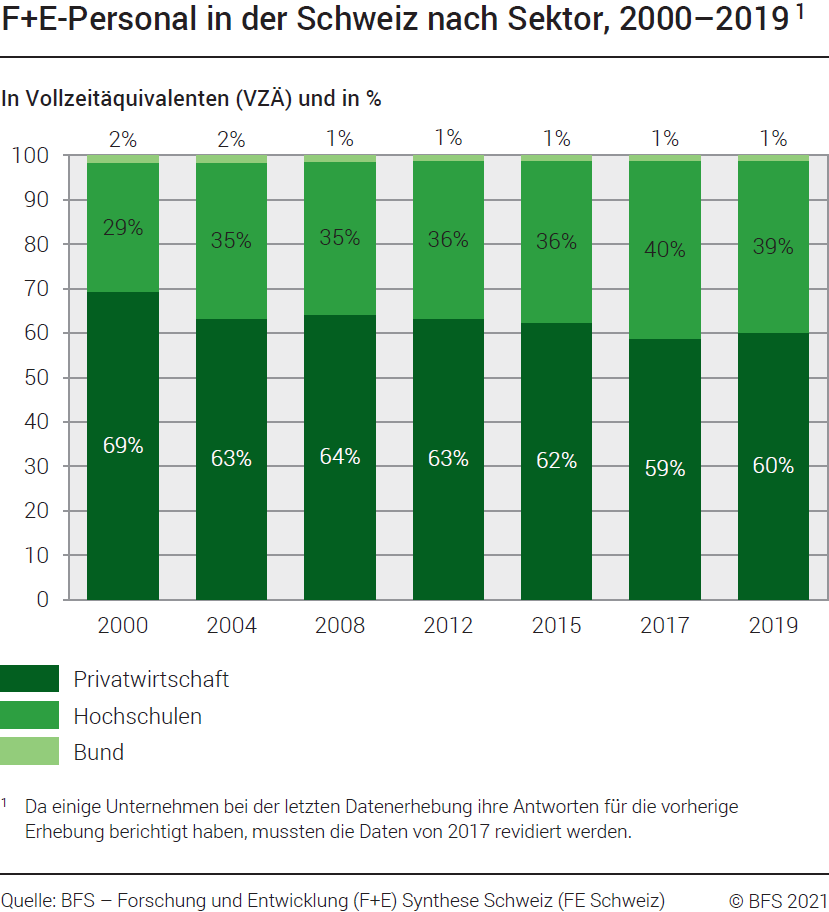 F+E-Personal in der Schweiz nach Sektor, 2000–2019 ¹
In Vollzeitäquivalenten (VZÄ) und in %
2% 2% 1% 1% 1% 1% 1%
100
90
29% 35% 35% 36% 36% 40% 39%
80
70
60
50
40
69% 63% 64% 63% 62% 59% 60%
30
20
10
0
2000 2004 2008 2012 2015 2017 2019
Privatwirtschaft
Hochschulen
Bund
¹ Da einige Unternehmen bei der letzten Datenerhebung ihre Antworten für die vorherige
Erhebung berichtigt haben, mussten die Daten von 2017 revidiert werden.
Quelle: BFS – Forschung und Entwicklung (F+E) Synthese Schweiz (FE Schweiz) © BFS 2021